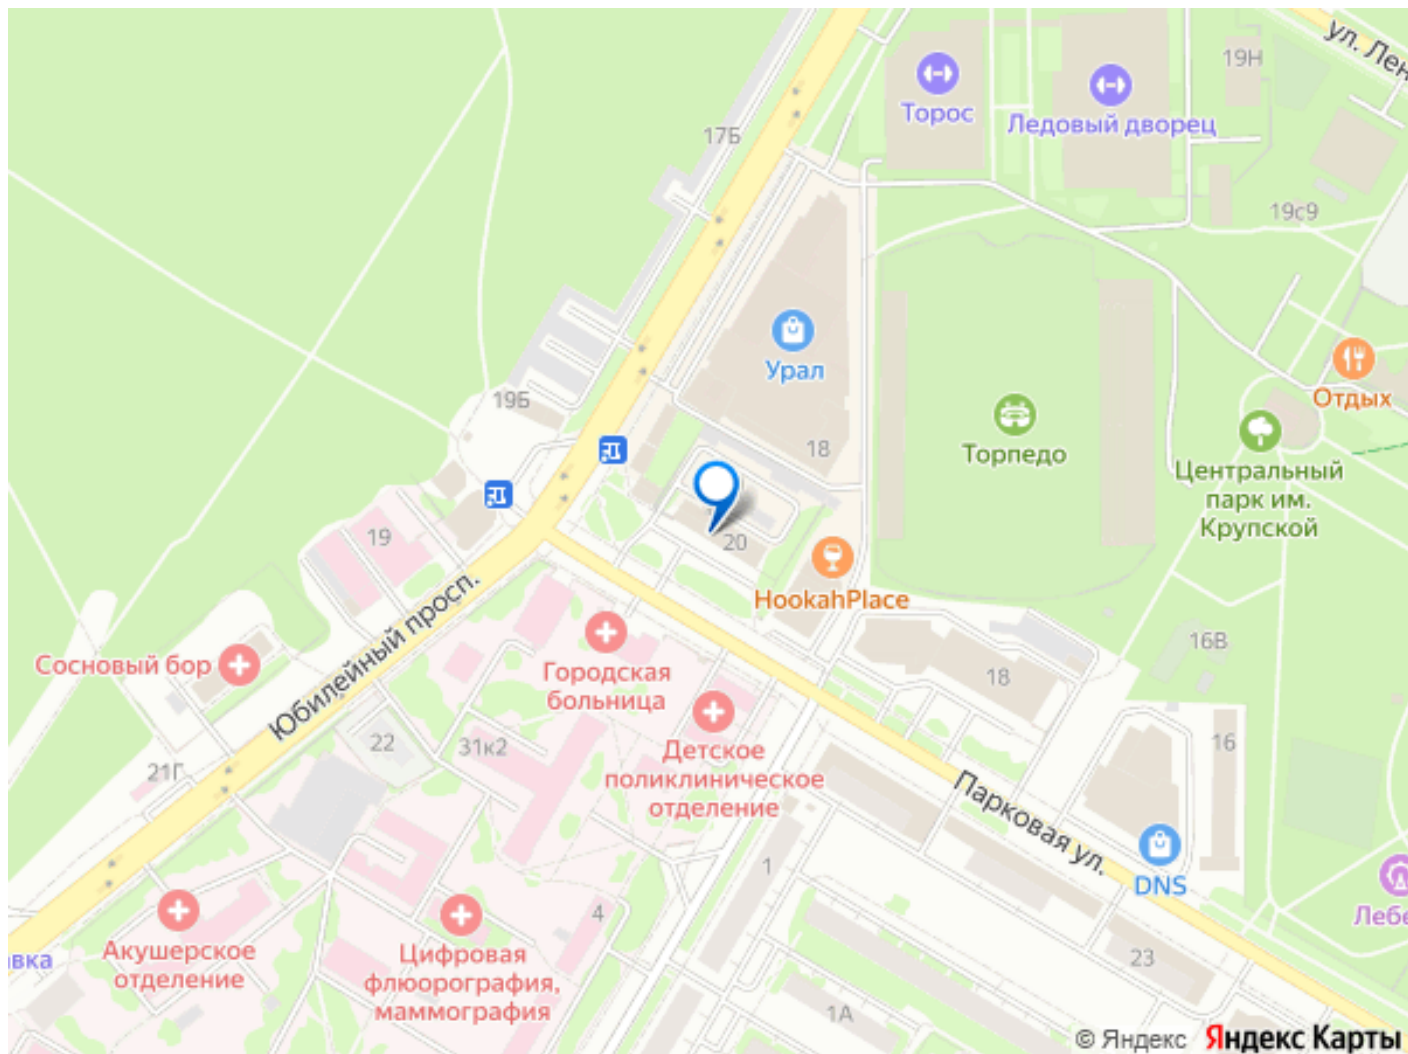 ул. Лен
19Н
Торос
Ледовый дворец
17Б
19с9
Урал
Отдых
19Б
18
Торпедо
Центральный
парк им.
Крупской
19
20
HookahPlace
Юбилейный просп.
Сосновый бор
Городская
больница
16В
18
22
31к2
21Г
Детское
поликлиническое
отделение
16
Парковая ул.
1
DNS
4
Лебе
Акушерское
отделение
Цифровая
флюорография,
маммография
авка
23
1А
© Яндекс Яндекс Карты